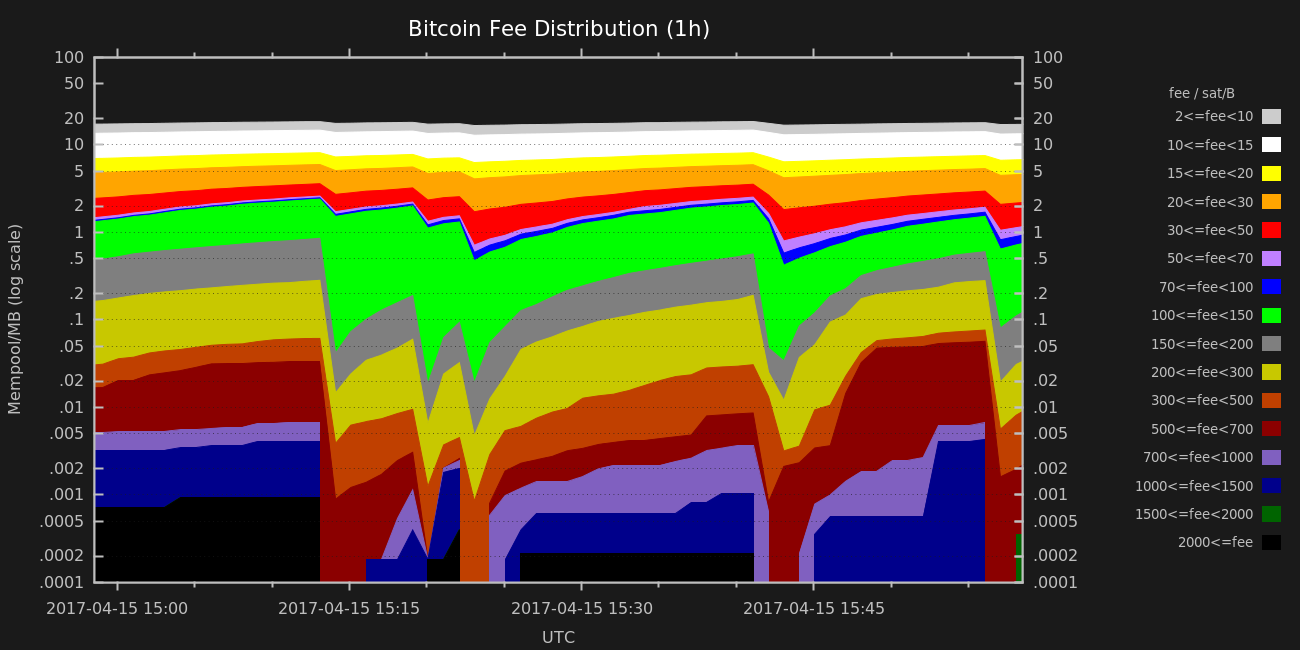 Bitcoin Fee Distribution (1h)
Mempool/MB (log scale)
100
50
20
10
5
2
1
.5
.2
.1
.05
.02
.01
.005
.002
.001
.0005
.0002
.0001
100
50
20
10
5
2
1
.5
.2
.1
.05
.02
.01
.005
.002
.001
.0005
.0002
.0001
2017-04-15 15:00
2017-04-15 15:15
2017-04-15 15:30
2017-04-15 15:45
UTC
fee / sat/B
2<=fee<10
10<=fee<15
15<=fee<20
20<=fee<30
30<=fee<50
50<=fee<70
70<=fee<100
100<=fee<150
150<=fee<200
200<=fee<300
300<=fee<500
500<=fee<700
700<=fee<1000
1000<=fee<1500
1500<=fee<2000
2000<=fee